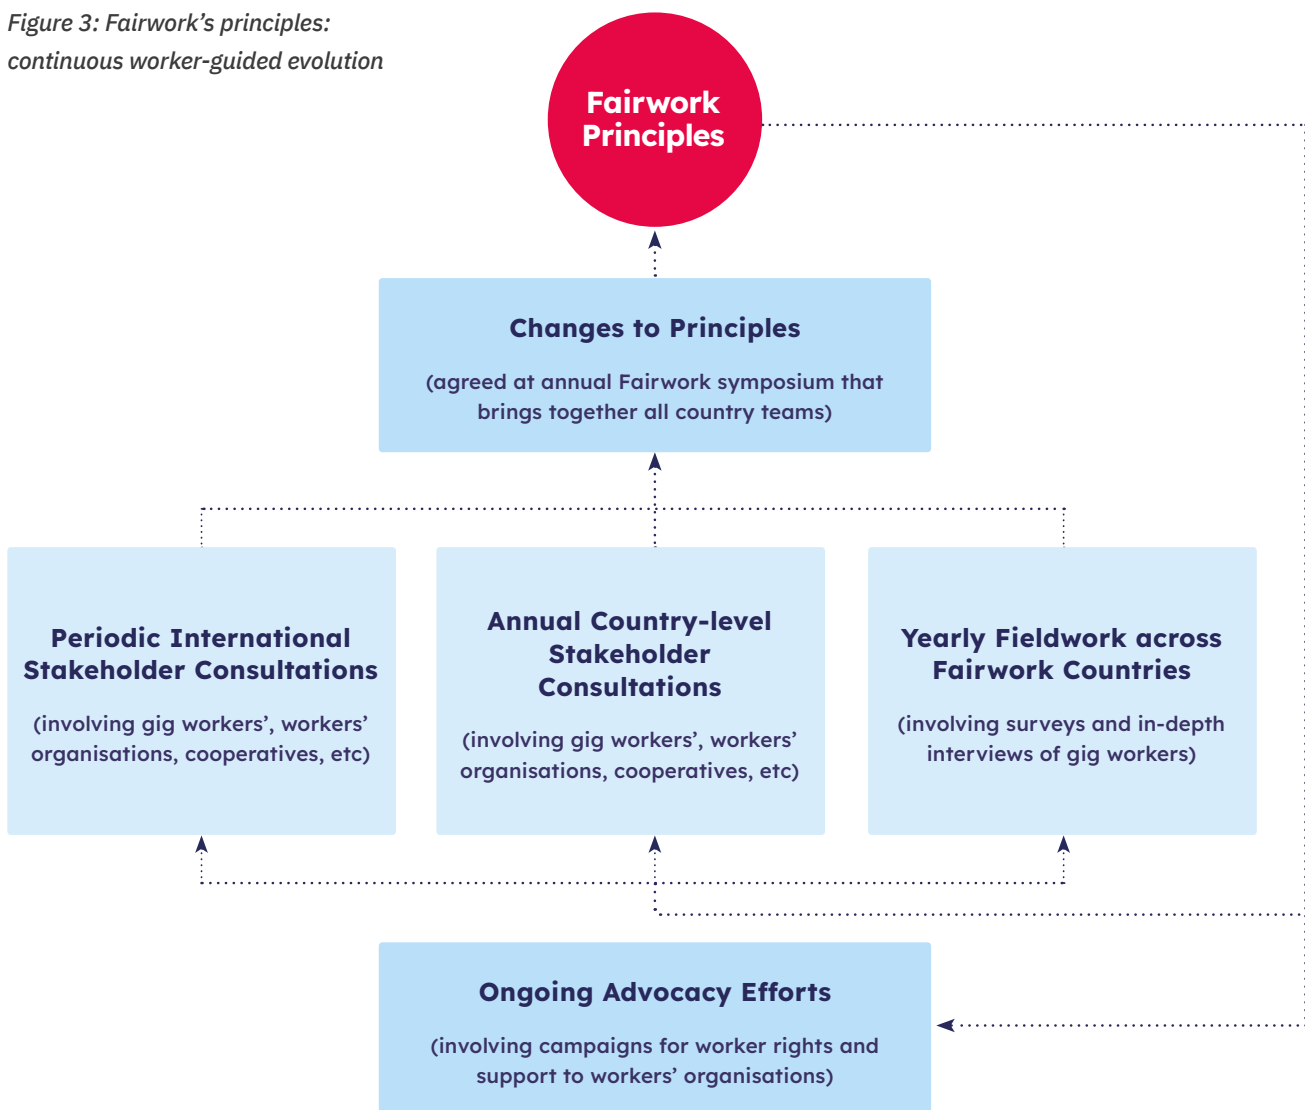 Figure 3: Fairwork’s principles:
continuous worker-guided evolution
Fairwork
Principles
Changes to Principles
(agreed at annual Fairwork symposium that
brings together all country teams)
Periodic International
Stakeholder Consultations
(involving gig workers’, workers’
organisations, cooperatives, etc)
Annual Country-level
Stakeholder
Consultations
(involving gig workers’, workers’
organisations, cooperatives, etc)
Yearly Fieldwork across
Fairwork Countries
(involving surveys and in-depth
interviews of gig workers)
Ongoing Advocacy Efforts
(involving campaigns for worker rights and
support to workers’ organisations)